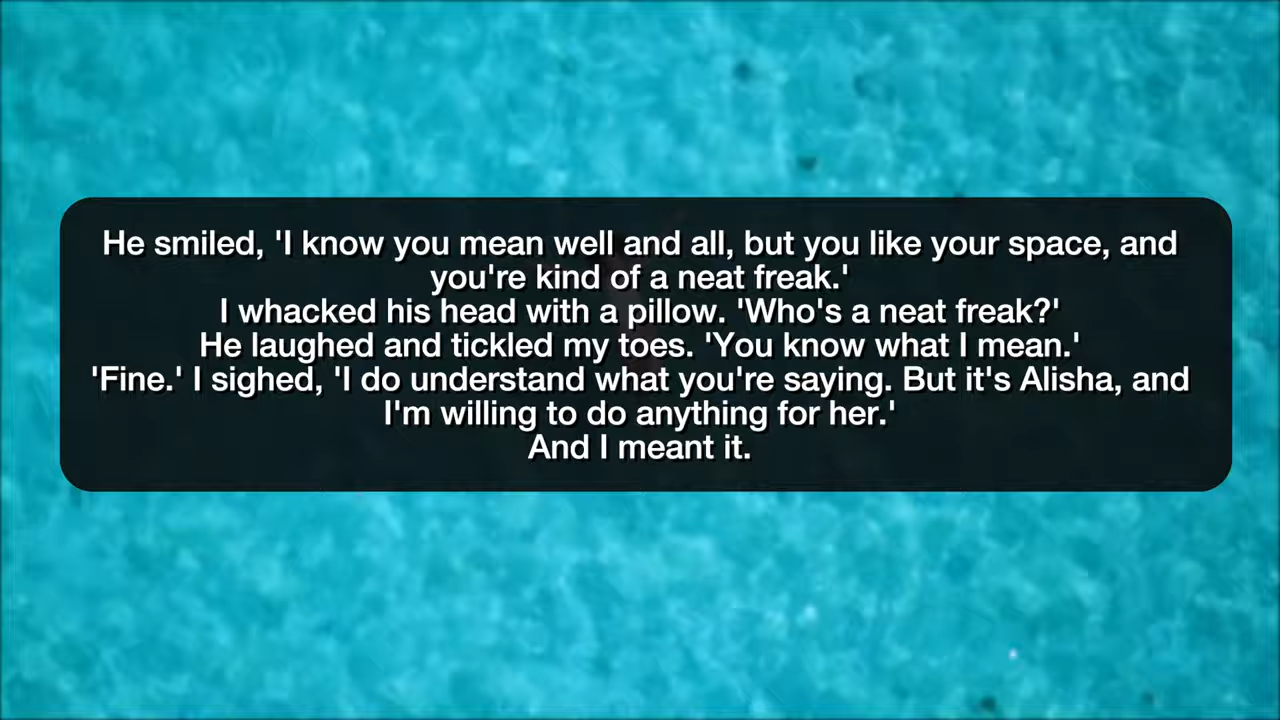 He smiled, 'I know you mean well and all, but you like your space, and
you're kind of a neat freak.'
I whacked his head with a pillow. 'Who's a neat freak?'
He laughed and tickled my toes. 'You know what I mean.'
'Fine.' I sighed, 'I do understand what you're saying. But it's Alisha, and
I'm willing to do anything for her.'
And I meant it.